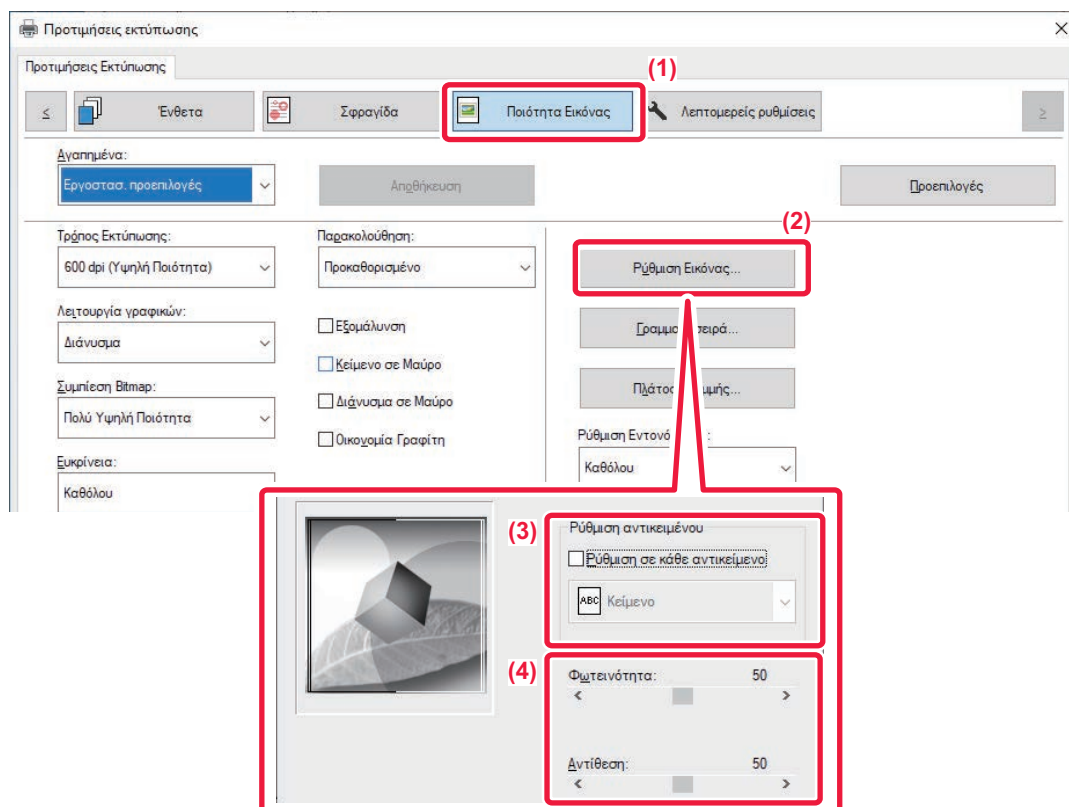 Προτιμήσεις εκτύπωσης
Προτιμήσεις Εκτύπωσης
(1)
< Ένθετα Σφραγίδα Ποιότητα Εικόνας Λεπτομερείς ρυθμίσεις >
Αγαπημένα:
Εργοστασ. προεπιλογές Αποθήκευση Προεπιλογές
(2)
Τρόπος Εκτύπωσης: Παρακολούθηση:
600 dpi (Υψηλή Ποιότητα) Προκαθορισμένο Ρύθμιση Εικόνας...
Λειτουργία γραφικών:
Διάνυσμα Εξομάλυνση
Κείμενο σε Μαύρο
Συμπίεση Bitmap:
Πολύ Υψηλή Ποιότητα Διάνυσμα σε Μαύρο
Οικονομία Γραφίτη Ρύθμιση
Ευκρίνεια: Καθόλου
Καθόλου
(3) Ρύθμιση αντικειμένου
Ρύθμιση σε κάθε αντικείμενο
ABC Κείμενο
(4) Φωτεινότητα: 50
< >
Αντίθεση: 50
< >